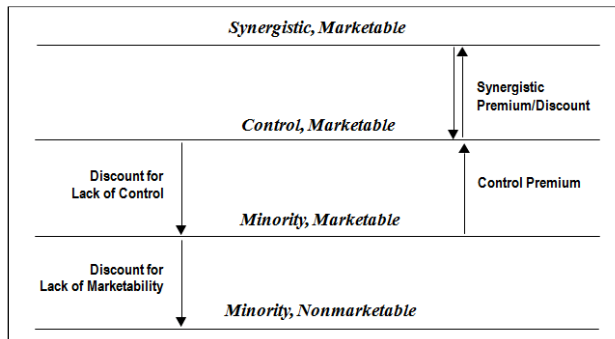 Synergistic, Marketable
Synergistic
Premium/Discount
Control, Marketable
Discount for
Lack of Control
Control Premium
Minority, Marketable
Discount for
Lack of Marketability
Minority, Nonmarketable